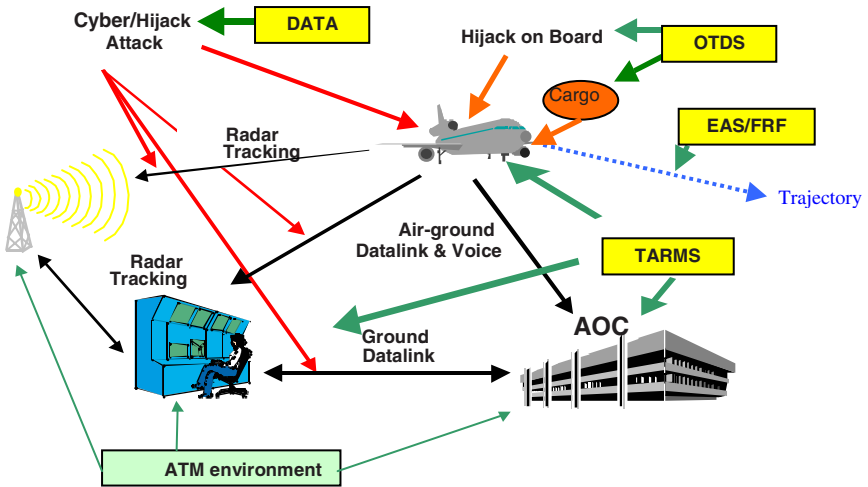 Cyber/Hijack
Attack
DATA
Hijack on Board
OTDS
Cargo
EAS/FRF
Radar
Tracking
Trajectory
Air-ground
Datalink & Voice
Radar
Tracking
TARMS
AOC
Ground
Datalink
ATM environment